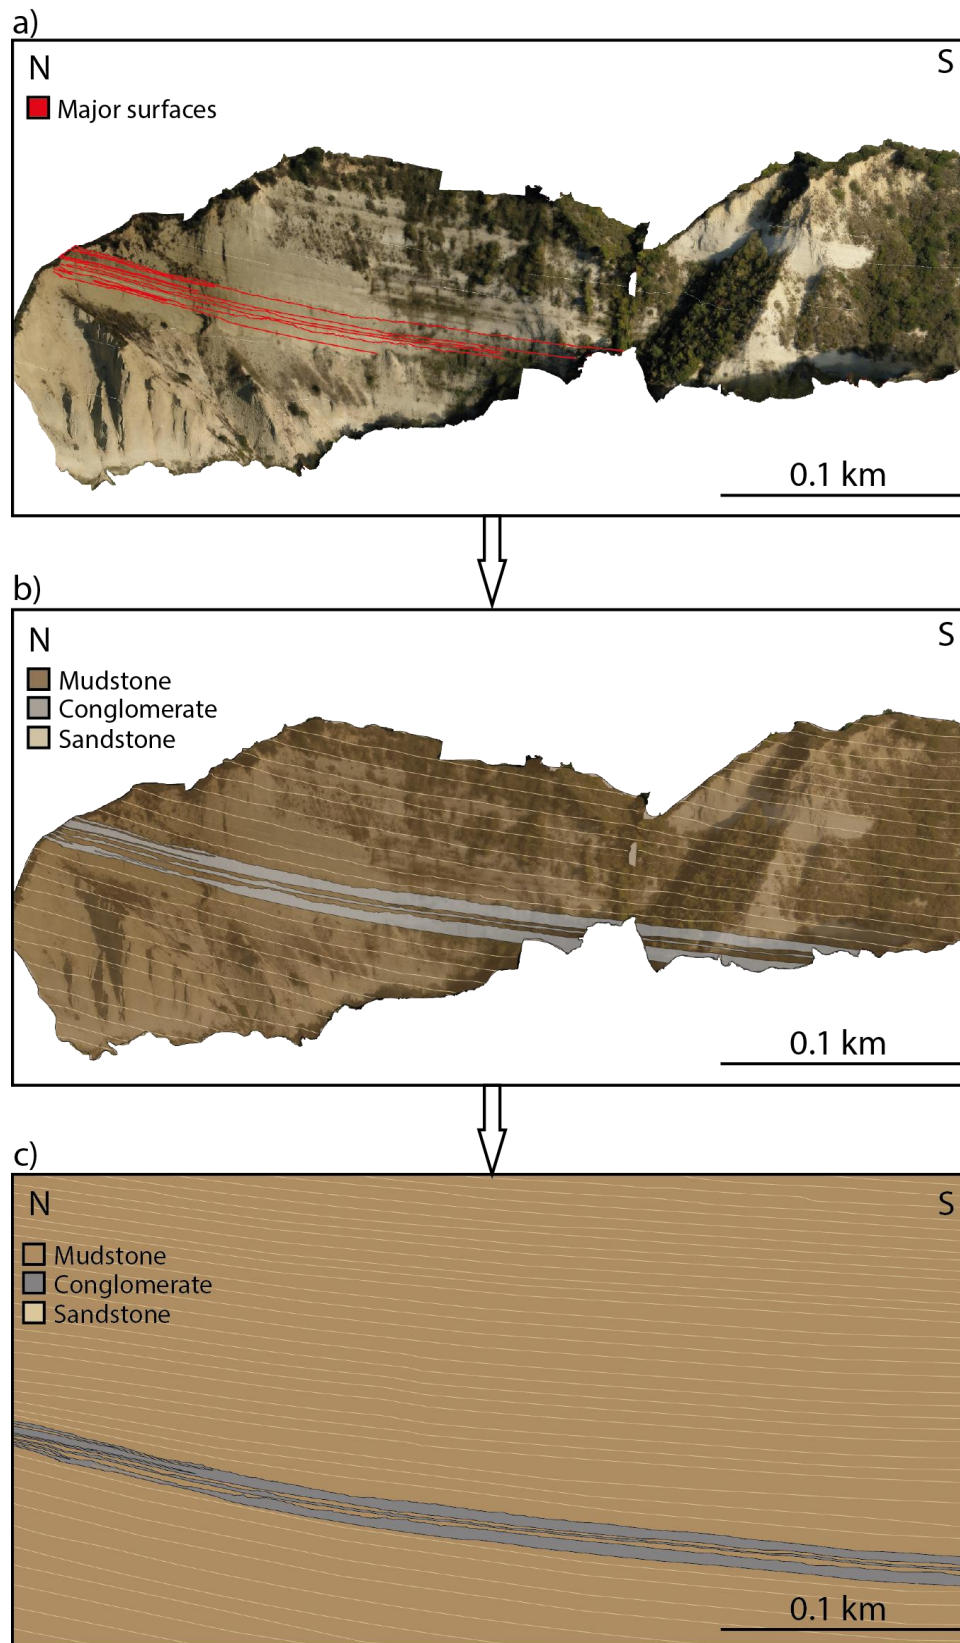 a)
N
S
Major surfaces
0.1 km
b)
N
S
Mudstone
Conglomerate
Sandstone
0.1 km
c)
N
S
Mudstone
Conglomerate
Sandstone
0.1 km